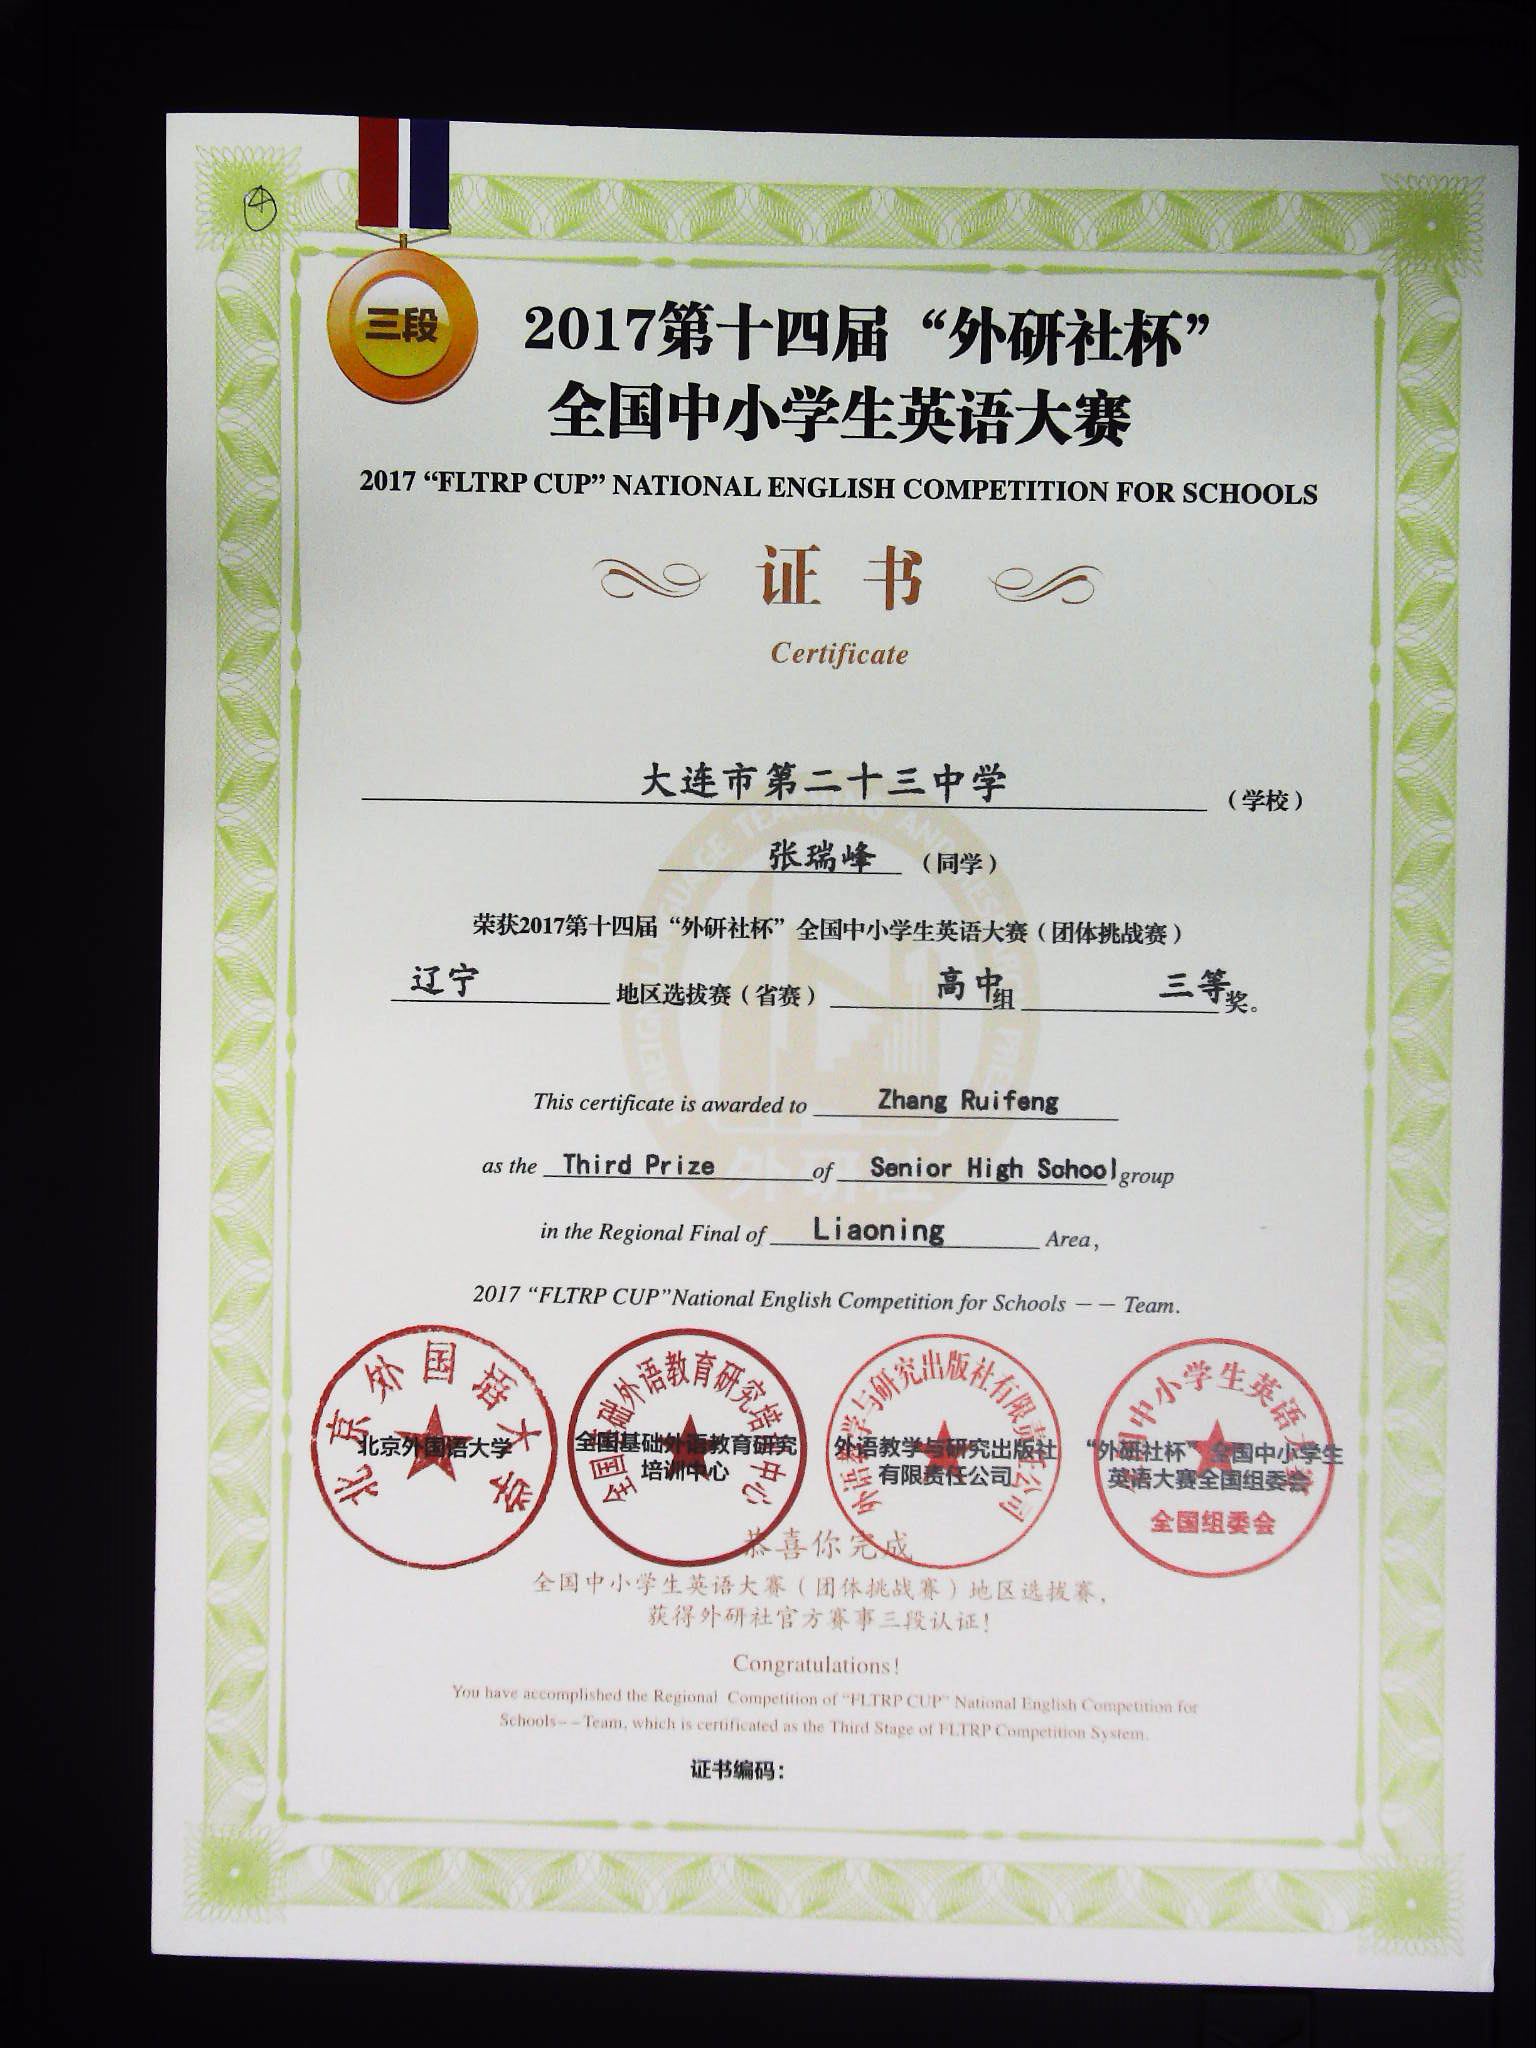 ④
三段
2017第十四届“外研社杯”
全国中小学生英语大赛
2017 “FLTRP CUP” NATIONAL ENGLISH COMPETITION FOR SCHOOLS
证 书
Certificate
大连市第二十三中学 （学校）
张瑞峰 （同学）
荣获2017第十四届“外研社杯”全国中小学生英语大赛（团体挑战赛）
辽宁 地区选拔赛（省赛） 高中组 三等奖。
This certificate is awarded to Zhang Ruifeng
as the Third Prize of Senior High School group
in the Regional Final of Liaoning Area,
2017 “FLTRP CUP”National English Competition for Schools －－ Team.
北京外国语大学
北京外国语大学
全国基础外语教育研究培训中心
全国基础外语教育研究
培训中心
外语教学与研究出版社有限责任公司
外语教学与研究出版社
有限责任公司
中小学生英语大赛
“外研社杯”全国中小学生
英语大赛全国组委会
全国组委会
恭喜你完成
全国中小学生英语大赛（团体挑战赛）地区选拔赛，
获得外研社官方赛事三段认证！
Congratulations!
You have accomplished the Regional Competition of “FLTRP CUP” National English Competition for
Schools－－Team, which is certificated as the Third Stage of FLTRP Competition System.
证书编码：
外研社